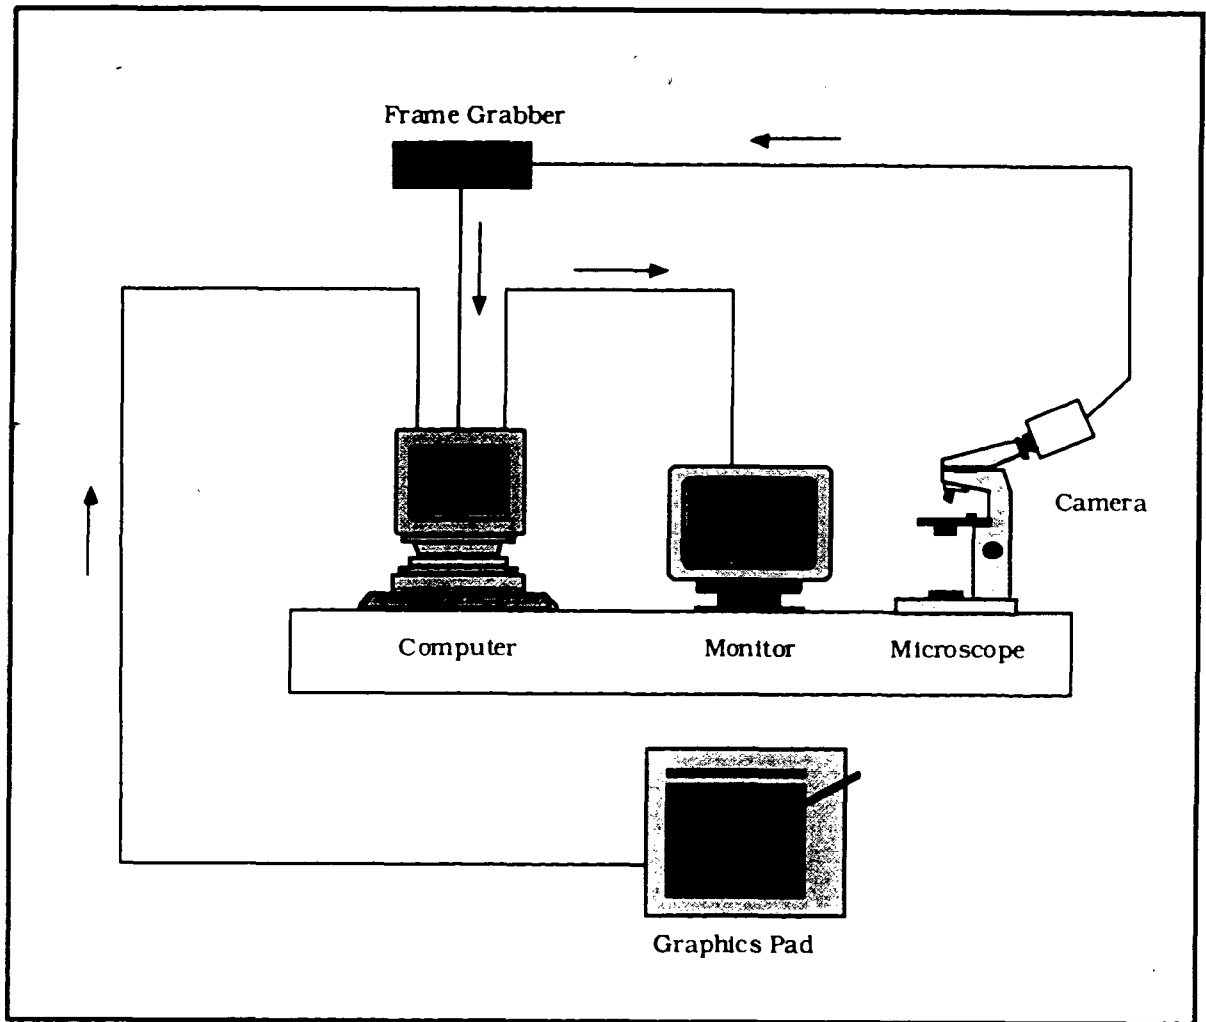 Frame Grabber
Camera
Computer
Monitor
Microscope
Graphics Pad